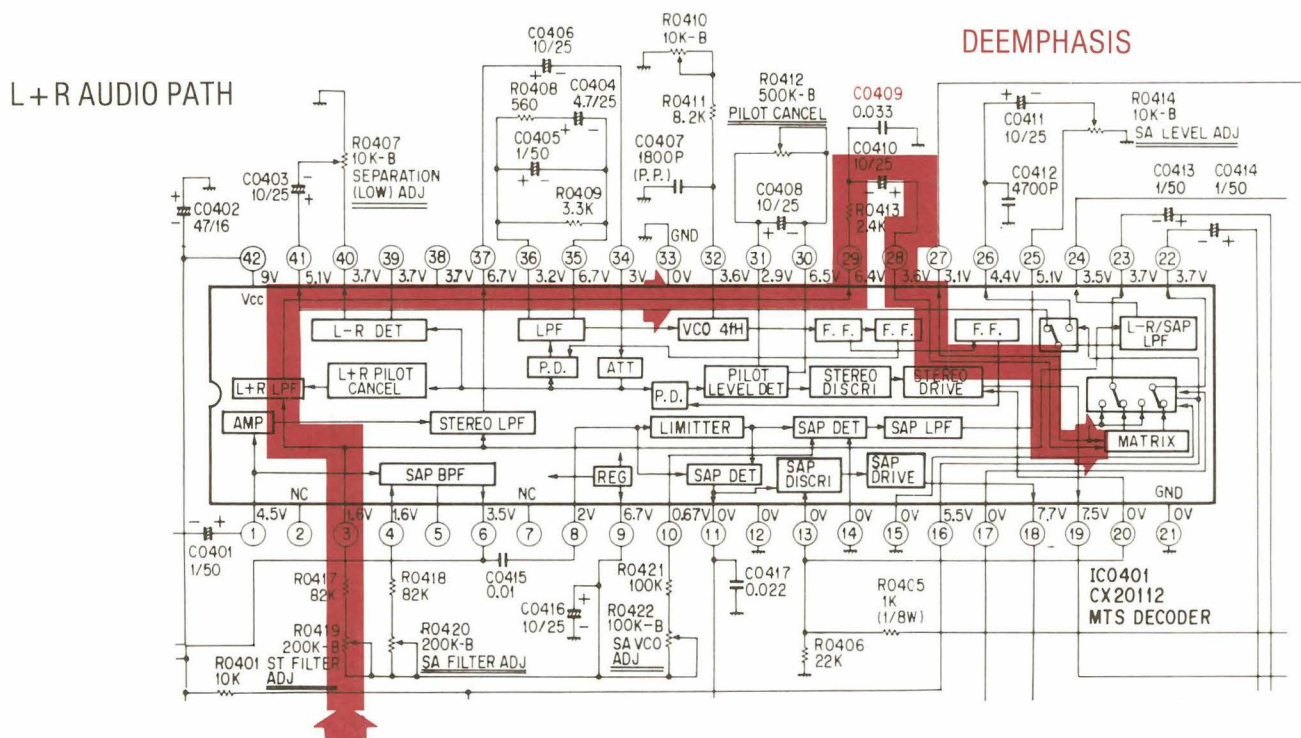 L+R AUDIO PATH
DEEMPHASIS
C0406
10/25
R0408
560
C0404
4.7/25
C0405
1/50
R0409
3.3K
R0410
10K-B
R0411
8.2K
C0407
1800P
(P.P.)
R0412
500K-B
PILOT CANCEL
C0408
10/25
C0409
0.033
C0410
10/25
R0413
2.4K
C0411
10/25
C0412
4700P
R0414
10K-B
SA LEVEL ADJ
C0413
1/50
C0414
1/50
R0407
10K-B
SEPARATION
(LOW) ADJ
C0403
10/25
C0402
47/16
GND
42 41 40 39 38 37 36 35 34 33 32 31 30 29 28 27 26 25 24 23 22
9V 5.1V 3.7V 3.7V 3.7V 6.7V 3.2V 6.7V 3V 0V 3.6V 2.9V 6.5V 6.4V 3.6V 3.1V 4.4V 5.1V 3.5V 3.7V 3.7V
Vcc
L-R DET
LPF
VCO 4fH
F. F.
F. F.
F. F.
L-R/SAP
LPF
P.D.
ATT
L+R LPF
L+R PILOT
CANCEL
P.D.
PILOT
LEVEL DET
STEREO
DISCRI
STEREO
DRIVE
AMP
STEREO LPF
LIMITTER
SAP DET
SAP LPF
MATRIX
SAP BPF
REG
SAP DET
SAP
DISCRI
SAP
DRIVE
NC
NC
GND
4.5V 1.6V 1.6V 3.5V 2V 6.7V 0.67V 0V 0V 0V 0V 0V 5.5V 0V 7.7V 7.5V 0V 0V
1 2 3 4 5 6 7 8 9 10 11 12 13 14 15 16 17 18 19 20 21
C0401
1/50
R0417
82K
R0418
82K
C0415
0.01
R0421
100K
C0417
0.022
R0405
1K
(1/8W)
IC0401
CX20112
MTS DECODER
C0416
10/25
R0422
100K-B
SA VCO
ADJ
R0419
200K-B
ST FILTER
ADJ
R0420
200K-B
SA FILTER ADJ
R0406
22K
R0401
10K